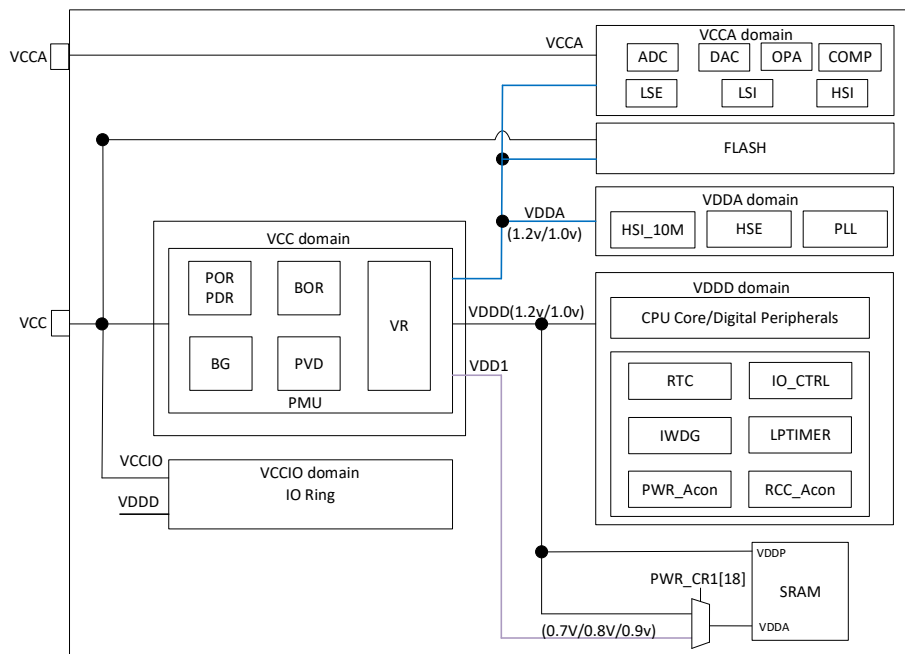 VCCA
VCCA
VCCA domain
ADC
DAC
OPA
COMP
LSE
LSI
HSI
FLASH
VDDA
(1.2v/1.0v)
VDDA domain
HSI_10M
HSE
PLL
VCC
VCC domain
POR
PDR
BOR
VR
BG
PVD
PMU
VDDD(1.2v/1.0v)
VDD1
VDDD domain
CPU Core/Digital Peripherals
RTC
IO_CTRL
IWDG
LPTIMER
PWR_Acon
RCC_Acon
VCCIO
VDDD
VCCIO domain
IO Ring
PWR_CR1[18]
(0.7V/0.8V/0.9v)
VDDP
SRAM
VDDA